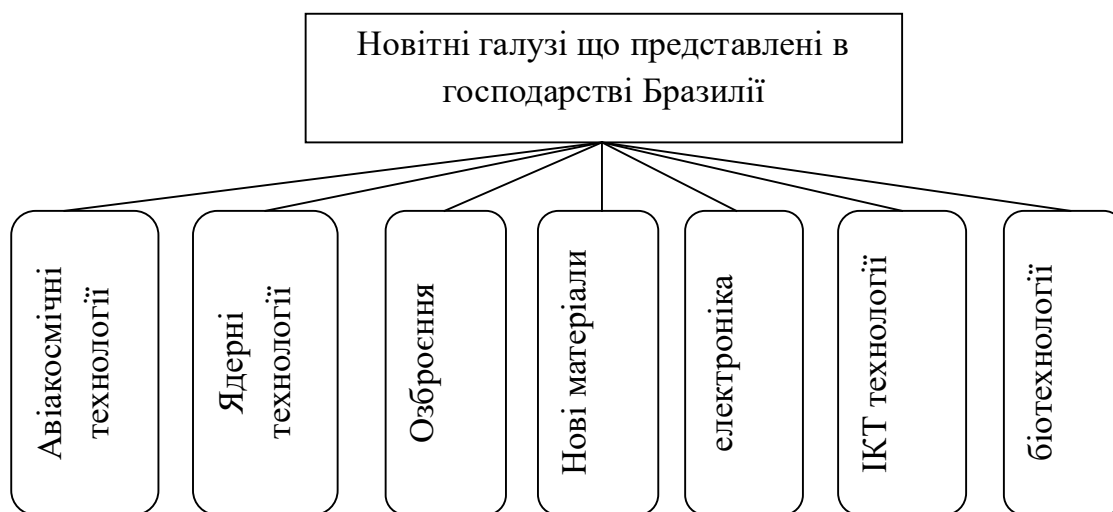 Новітні галузі що представлені в
господарстві Бразилії
Авіакосмічні
технології
Ядерні
технології
Озброєння
Нові матеріали
електроніка
ІКТ технології
біотехнології